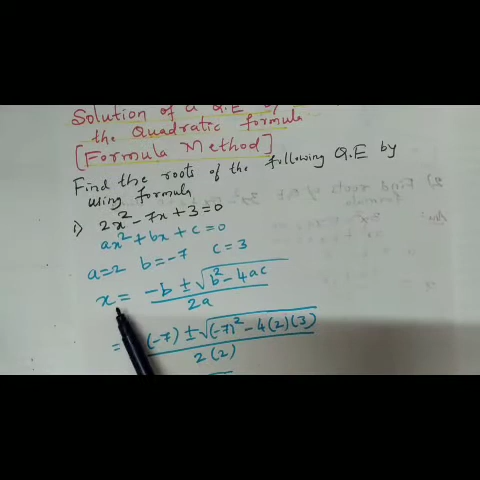 Solution of a Q.E by
the Quadratic formula.
[Formula Method]
Find the roots of the following Q.E by
using formula
i) 2x² - 7x + 3 = 0
ax² + bx + c = 0
a = 2 b = -7 c = 3
x = -b ± √b² - 4ac / 2a
= (-7) ± √(-7)² - 4(2)(3) / 2(2)